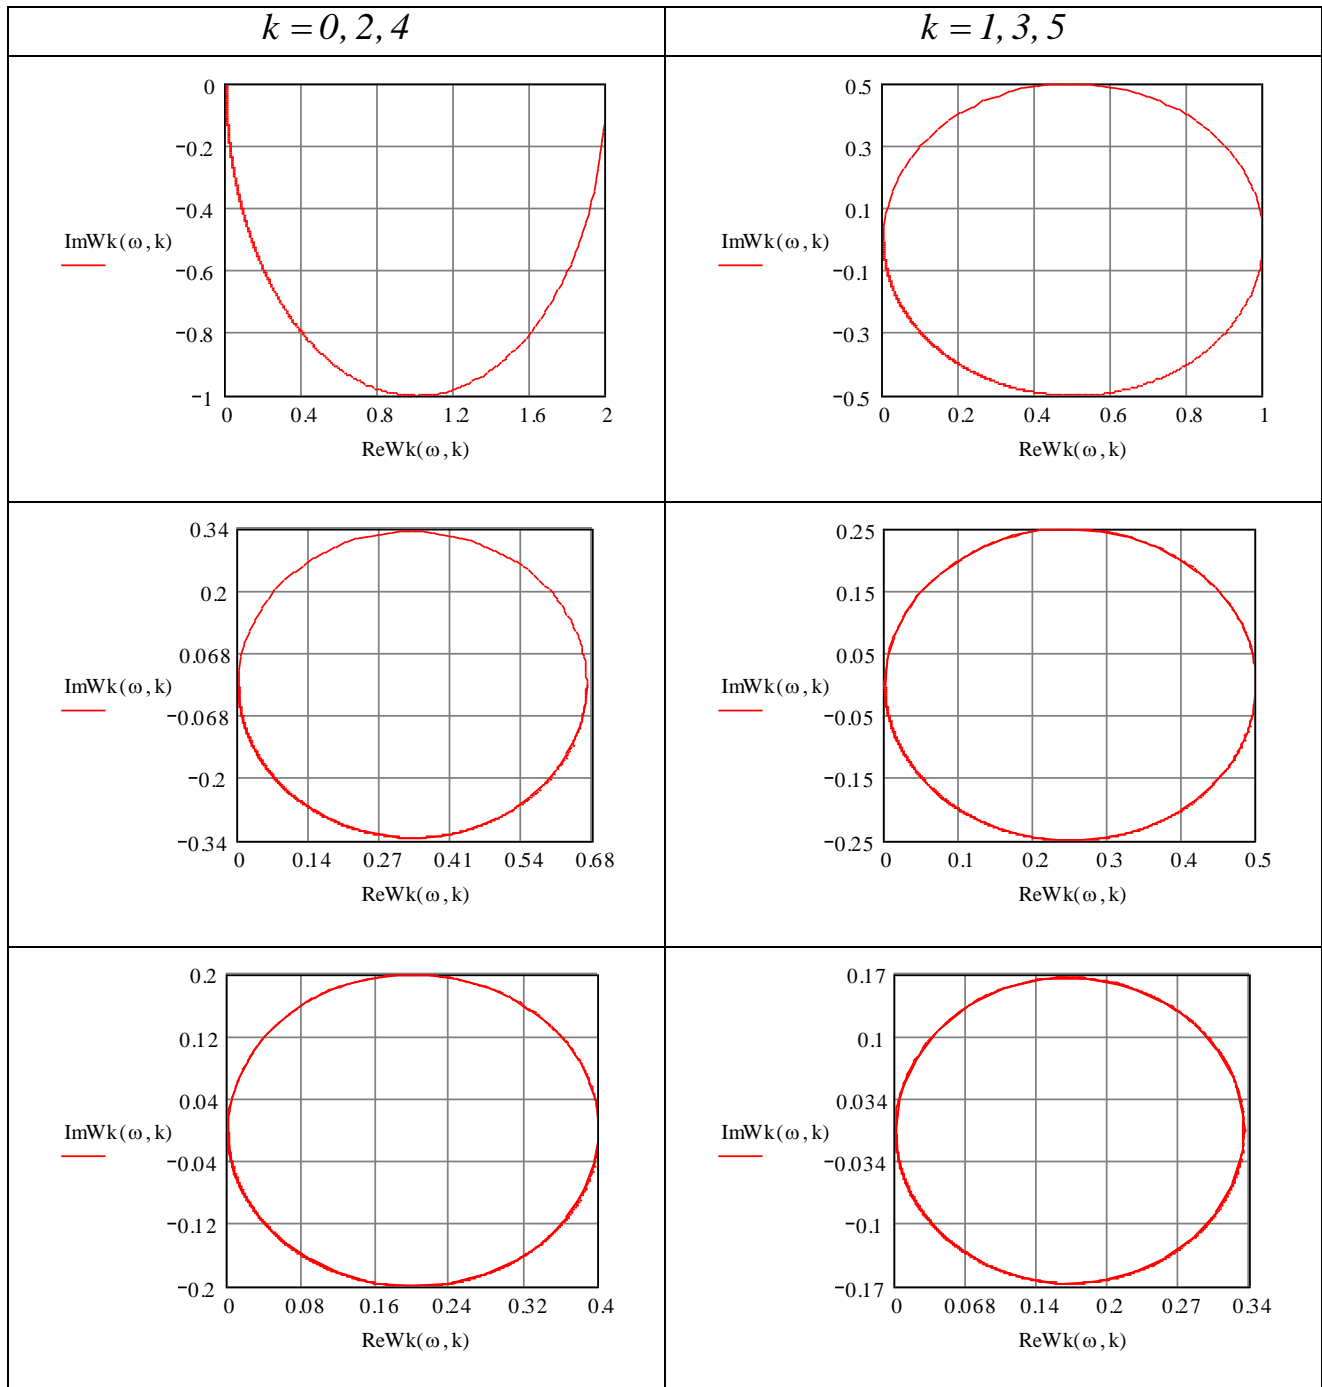 k = 0, 2, 4
k = 1, 3, 5
0
−0.2
−0.4
−0.6
−0.8
−1
ImWk(ω, k)
0 0.4 0.8 1.2 1.6 2
ReWk(ω, k)
0.5
0.3
0.1
−0.1
−0.3
−0.5
ImWk(ω, k)
0 0.2 0.4 0.6 0.8 1
ReWk(ω, k)
0.34
0.2
0.068
−0.068
−0.2
−0.34
ImWk(ω, k)
0 0.14 0.27 0.41 0.54 0.68
ReWk(ω, k)
0.25
0.15
0.05
−0.05
−0.15
−0.25
ImWk(ω, k)
0 0.1 0.2 0.3 0.4 0.5
ReWk(ω, k)
0.2
0.12
0.04
−0.04
−0.12
−0.2
ImWk(ω, k)
0 0.08 0.16 0.24 0.32 0.4
ReWk(ω, k)
0.17
0.1
0.034
−0.034
−0.1
−0.17
ImWk(ω, k)
0 0.068 0.14 0.2 0.27 0.34
ReWk(ω, k)